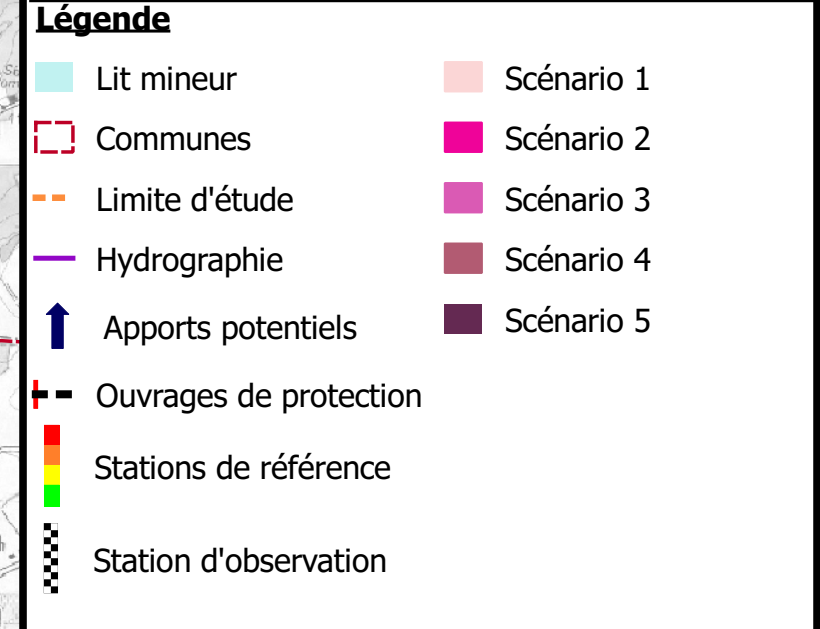 Légende
Lit mineur
Communes
Limite d'étude
Hydrographie
Apports potentiels
Ouvrages de protection
Stations de référence
Station d'observation
Scénario 1
Scénario 2
Scénario 3
Scénario 4
Scénario 5